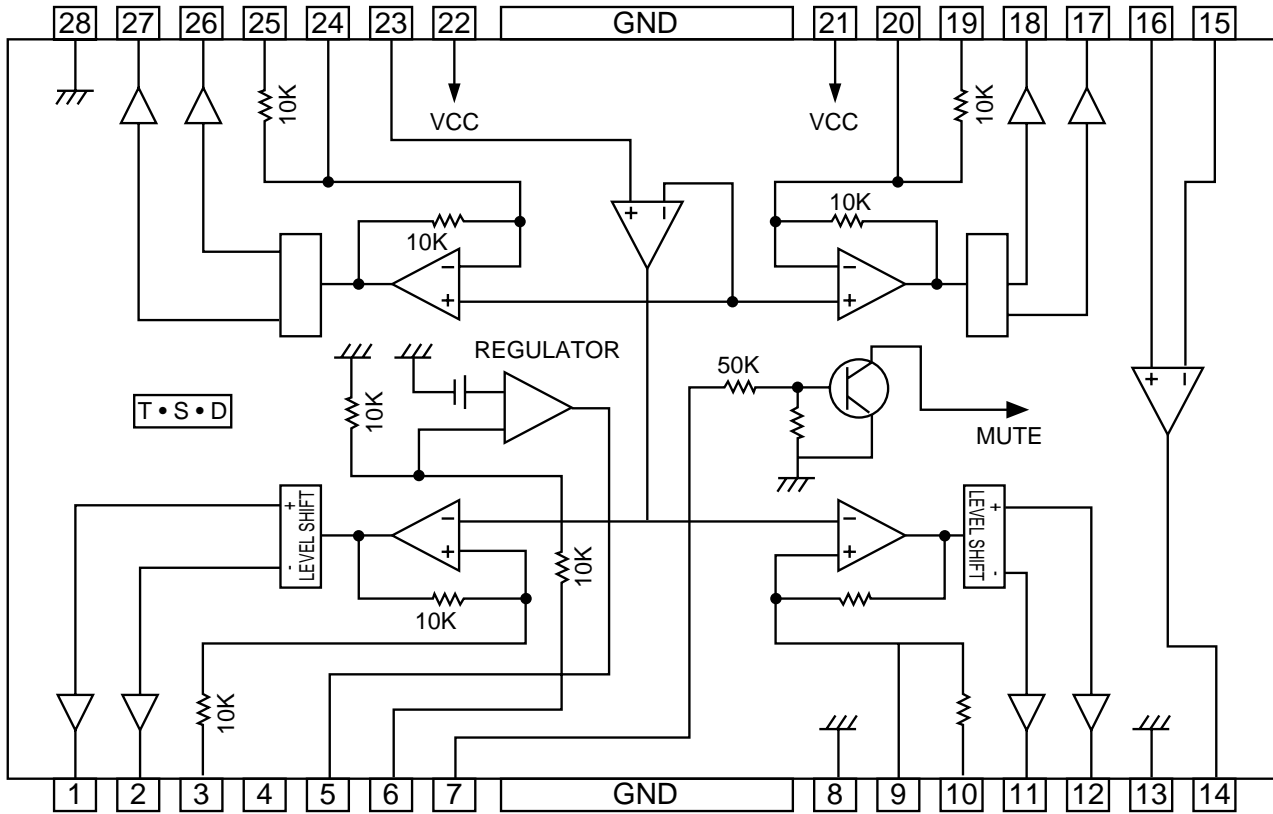 28 27 26 25 24 23 22 GND 21 20 19 18 17 16 15
10K
VCC
VCC
10K
10K
+ −
10K
−
+
−
+
REGULATOR
10K
50K
MUTE
T • S • D
+
LEVEL SHIFT
-
−
+
10K
10K
−
+
+
LEVEL SHIFT
-
+ −
10K
1 2 3 4 5 6 7 GND 8 9 10 11 12 13 14